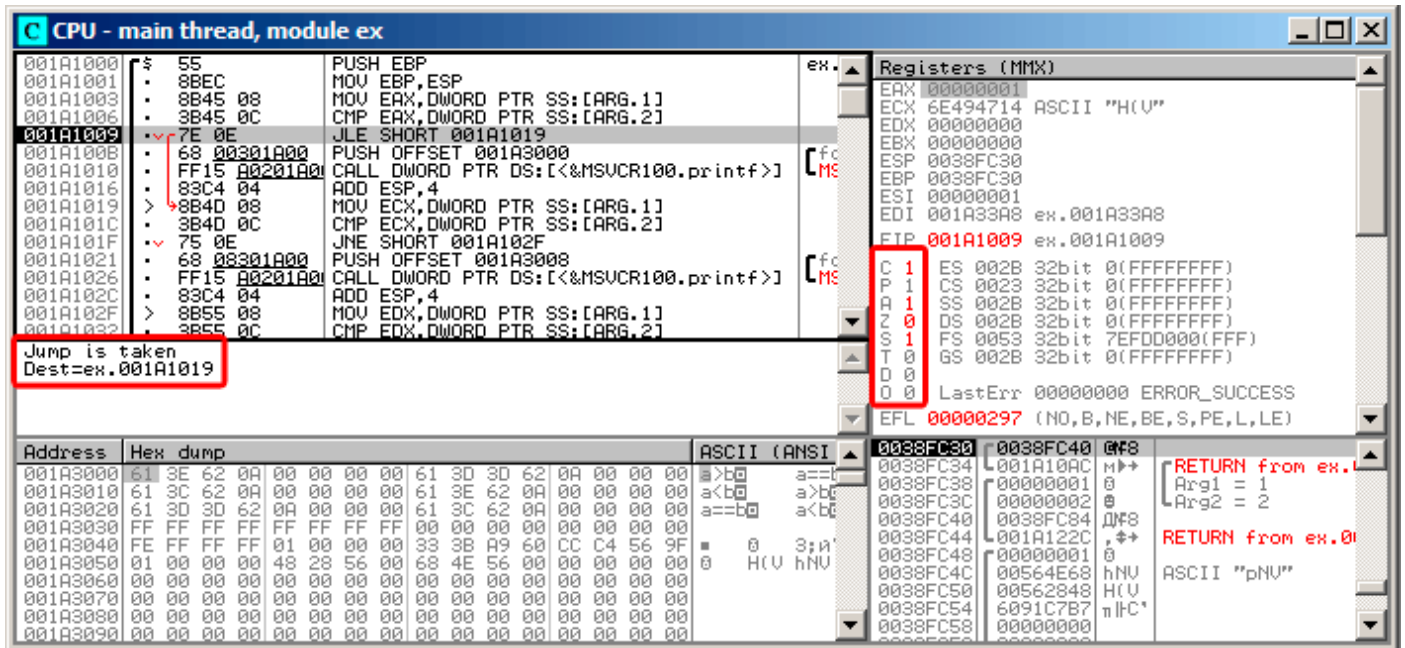 C CPU - main thread, module ex
001A1000 $ 55 PUSH EBP ex.
001A1001 · 8BEC MOV EBP,ESP
001A1003 · 8B45 08 MOV EAX,DWORD PTR SS:[ARG.1]
001A1006 · 3B45 0C CMP EAX,DWORD PTR SS:[ARG.2]
001A1009 · 7E 0E JLE SHORT 001A1019
001A100B · 68 00301A00 PUSH OFFSET 001A3000
001A1010 · FF15 A0201A0 CALL DWORD PTR DS:[<&MSVCR100.printf>]
001A1016 · 83C4 04 ADD ESP,4
001A1019 > 8B4D 08 MOV ECX,DWORD PTR SS:[ARG.1]
001A101C · 3B4D 0C CMP ECX,DWORD PTR SS:[ARG.2]
001A101F · 75 0E JNE SHORT 001A102F
001A1021 · 68 08301A00 PUSH OFFSET 001A3008
001A1026 · FF15 A0201A0 CALL DWORD PTR DS:[<&MSVCR100.printf>]
001A102C · 83C4 04 ADD ESP,4
001A102F > 8B55 08 MOV EDX,DWORD PTR SS:[ARG.1]
001A1032 · 3B55 0C CMP EDX,DWORD PTR SS:[ARG.2]
Jump is taken
Dest=ex.001A1019
Registers (MMX)
EAX 00000001
ECX 6E494714 ASCII "H(V"
EDX 00000000
EBX 00000000
ESP 0038FC30
EBP 0038FC30
ESI 00000001
EDI 001A33A8 ex.001A33A8
EIP 001A1009 ex.001A1009
C 1 ES 002B 32bit 0(FFFFFFFF)
P 1 CS 0023 32bit 0(FFFFFFFF)
A 1 SS 002B 32bit 0(FFFFFFFF)
Z 0 DS 002B 32bit 0(FFFFFFFF)
S 1 FS 0053 32bit 7EFDD000(FFF)
T 0 GS 002B 32bit 0(FFFFFFFF)
D 0
O 0 LastErr 00000000 ERROR_SUCCESS
EFL 00000297 (NO,B,NE,BE,S,PE,L,LE)
Address Hex dump ASCII (ANSI
001A3000 61 3E 62 0A 00 00 00 00 61 3D 3D 62 0A 00 00 00 a>b a==b
001A3010 61 3C 62 0A 00 00 00 00 61 3E 62 0A 00 00 00 00 a<b a>b
001A3020 61 3D 3D 62 0A 00 00 00 61 3C 62 0A 00 00 00 00 a==b a<b
001A3030 FF FF FF FF FF FF FF FF 00 00 00 00 00 00 00 00
001A3040 FE FF FF FF 01 00 00 00 33 3B A9 60 CC C4 56 9F 3;
001A3050 01 00 00 00 48 28 56 00 68 4E 56 00 00 00 00 00 H(V hNV
001A3060 00 00 00 00 00 00 00 00 00 00 00 00 00 00 00 00
001A3070 00 00 00 00 00 00 00 00 00 00 00 00 00 00 00 00
001A3080 00 00 00 00 00 00 00 00 00 00 00 00 00 00 00 00
001A3090 00 00 00 00 00 00 00 00 00 00 00 00 00 00 00 00
0038FC30 0038FC40
0038FC34 001A10AC RETURN from ex.
0038FC38 00000001 Arg1 = 1
0038FC3C 00000002 Arg2 = 2
0038FC40 0038FC84
0038FC44 001A122C RETURN from ex.0
0038FC48 00000001
0038FC4C 00564E68 hNV ASCII "pNV"
0038FC50 00562848 H(V
0038FC54 6091C7B7
0038FC58 00000000